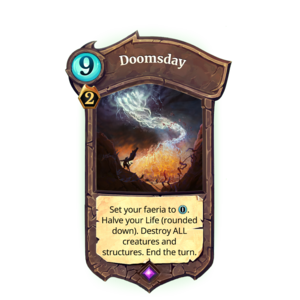 9
Doomsday
2
Set your faeria to 0.
Halve your Life (rounded
down). Destroy ALL
creatures and
structures. End the turn.